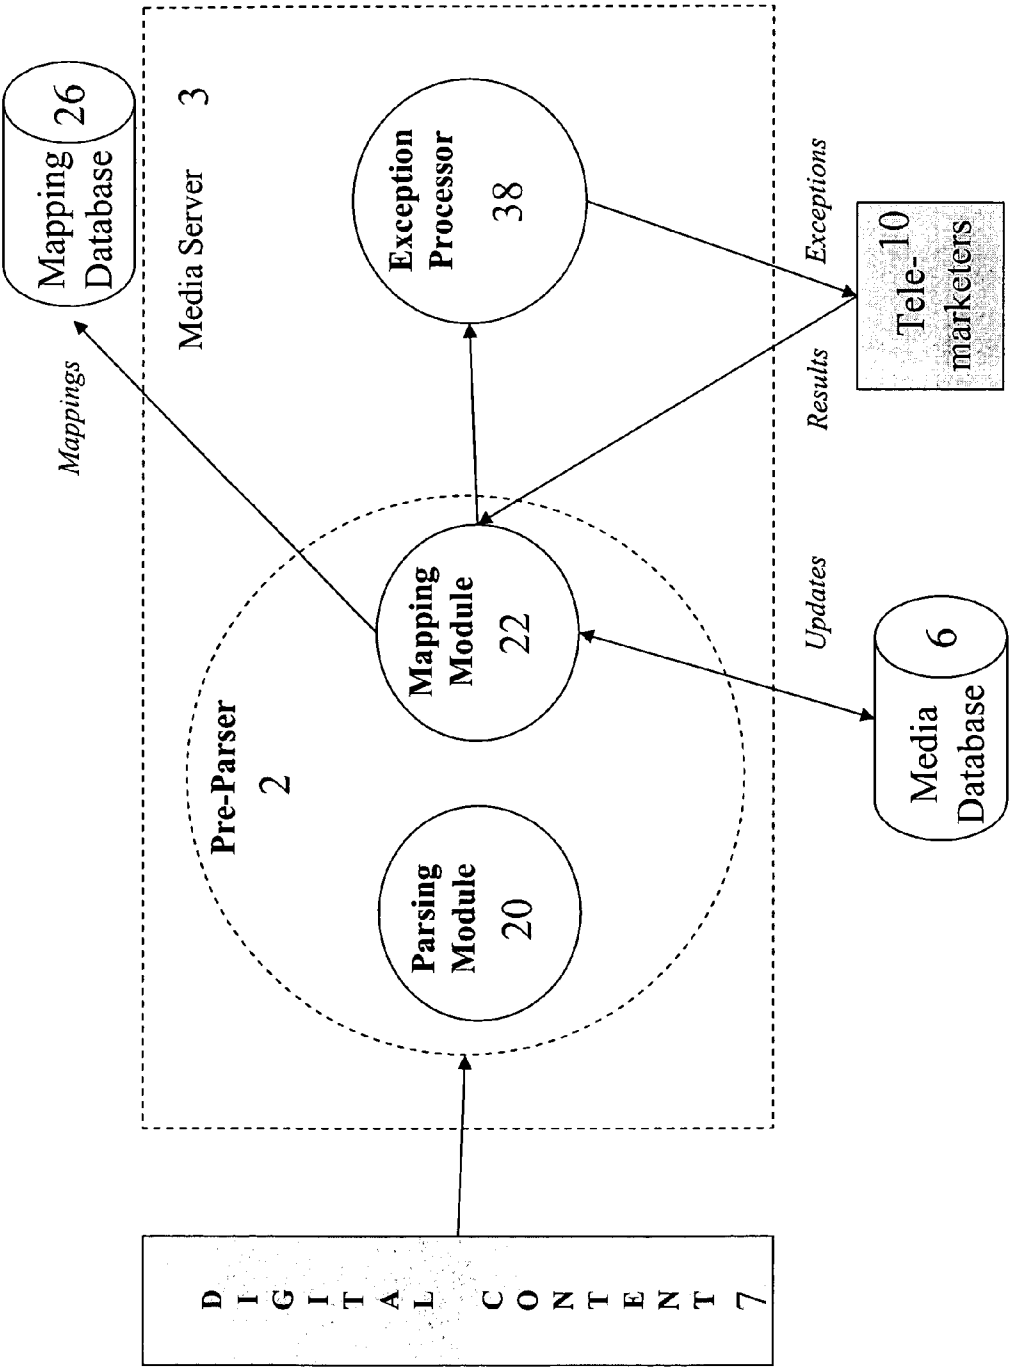 DIGITAL CONTENT 7
Pre-Parser
2
Parsing
Module
20
Mapping
Module
22
Mappings
Mapping
Database
26
Media Server 3
Exception
Processor
38
Updates
Results
Exceptions
Media
Database
6
Tele-
marketers
10